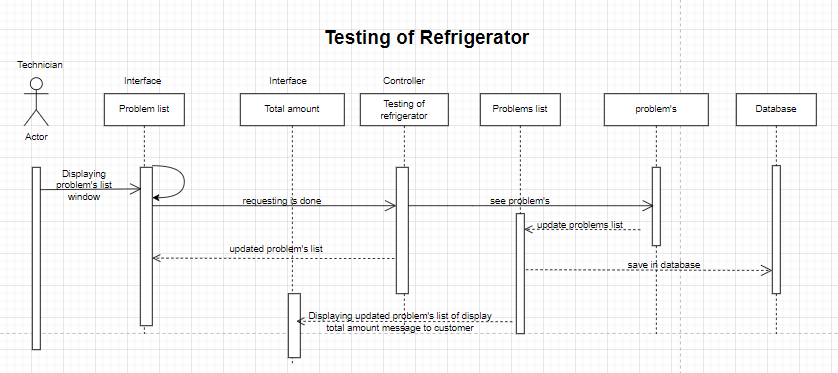 Testing of Refrigerator
Technician
Interface
Interface
Controller
Problem list
Total amount
Testing of
refrigerator
Problems list
problem's
Database
Actor
Displaying
problem's list
window
requesting is done
see problem's
update problems list
updated problem's list
save in database
Displaying updated problem's list of display
total amount message to customer